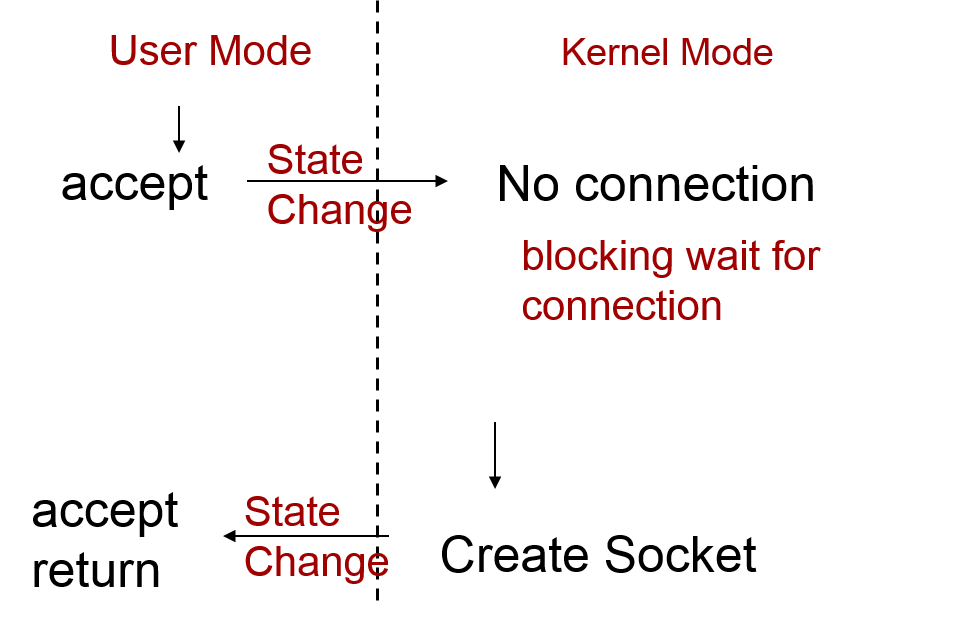 User Mode
Kernel Mode
accept
State
Change
No connection
blocking wait for
connection
accept
return
State
Change
Create Socket